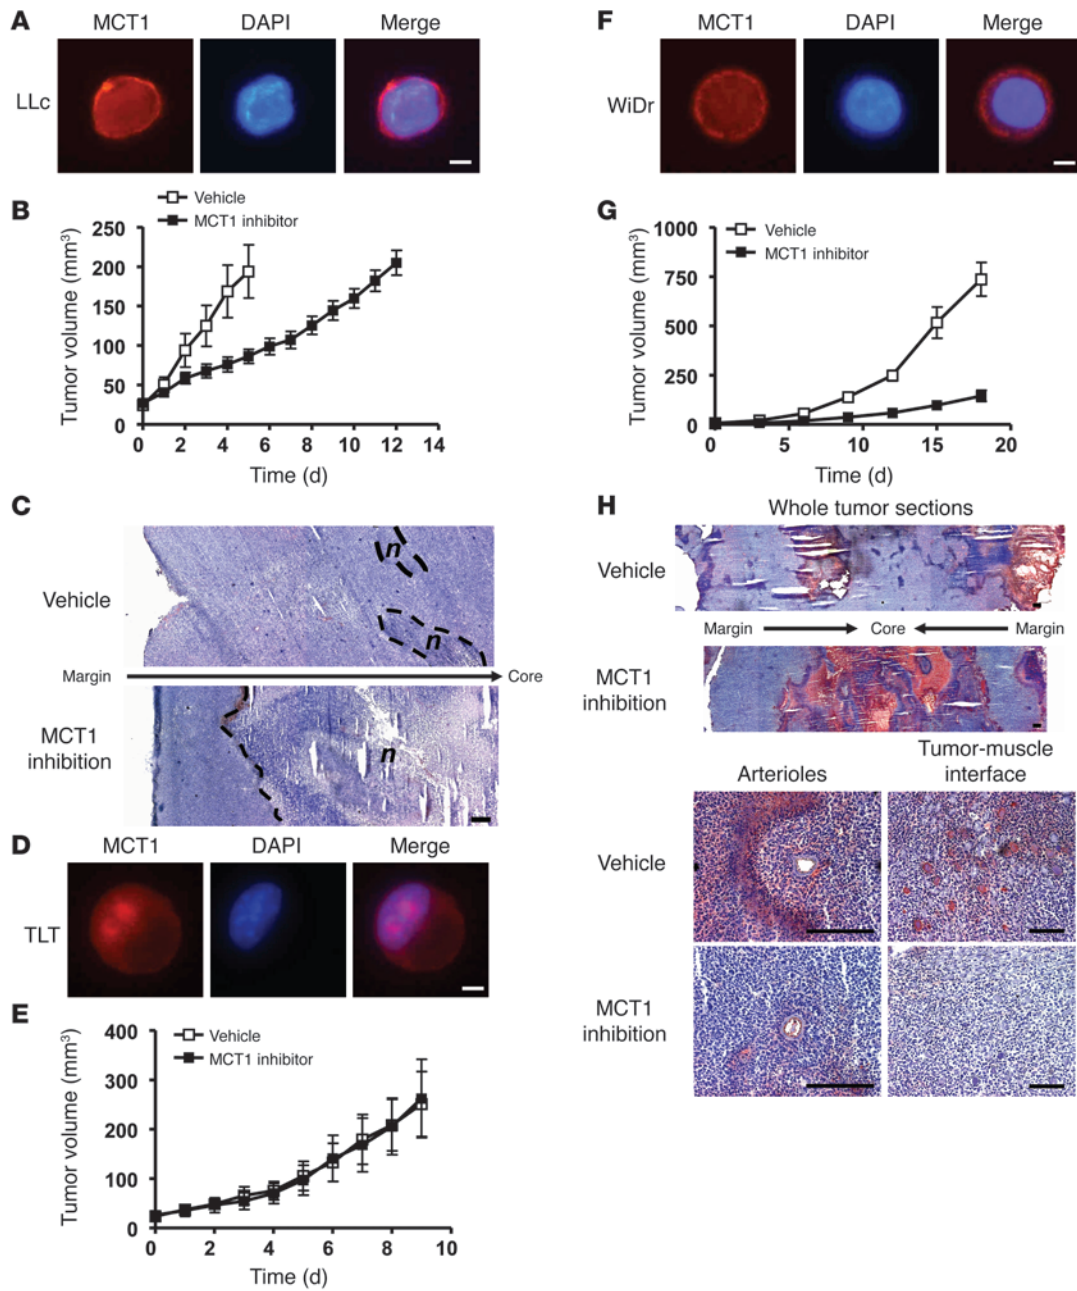 A
MCT1 DAPI Merge
LLc
B
Vehicle
MCT1 inhibitor
Tumor volume (mm³)
250
200
150
100
50
0
0 2 4 6 8 10 12 14
Time (d)
C
Vehicle
n
n
Margin Core
MCT1
inhibition
n
D
MCT1 DAPI Merge
TLT
E
Vehicle
MCT1 inhibitor
Tumor volume (mm³)
400
300
200
100
0
0 2 4 6 8 10
Time (d)
F
MCT1 DAPI Merge
WiDr
G
Vehicle
MCT1 inhibitor
Tumor volume (mm³)
1000
750
500
250
0
0 5 10 15 20
Time (d)
H
Whole tumor sections
Vehicle
Margin Core Margin
MCT1
inhibition
Arterioles
Tumor-muscle
interface
Vehicle
MCT1
inhibition